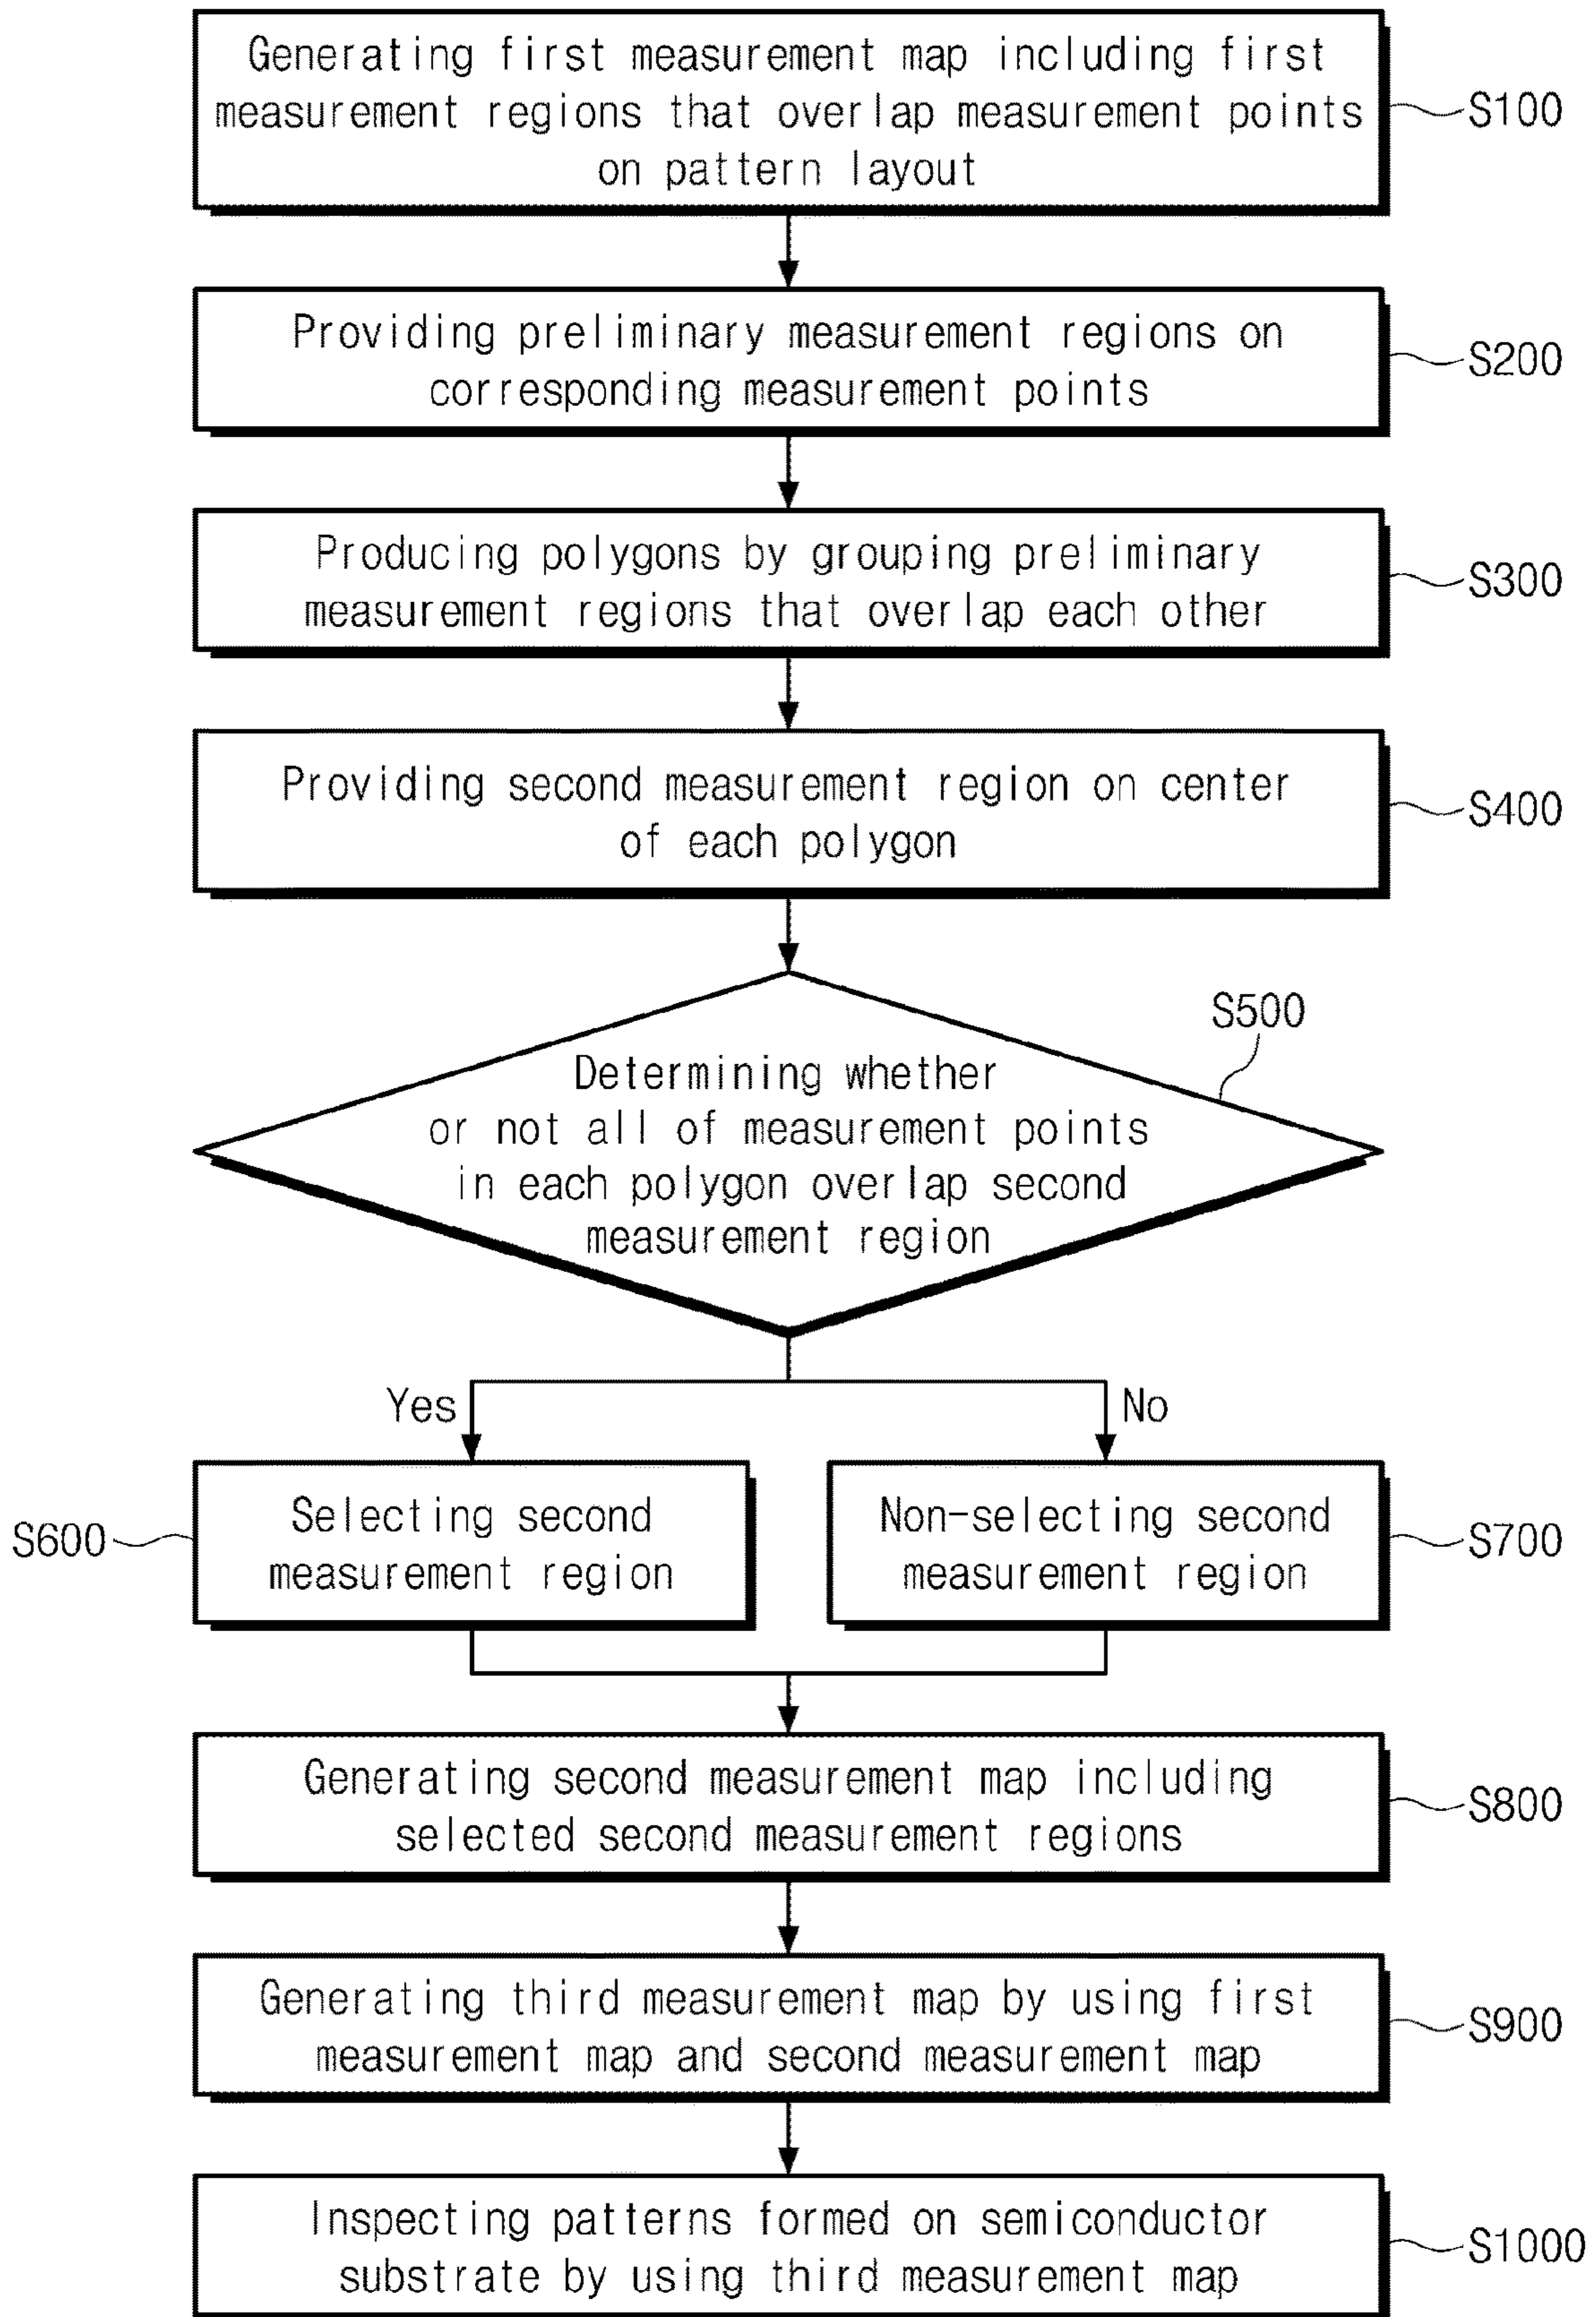 Generating first measurement map including first
measurement regions that overlap measurement points
on pattern layout
S100
Providing preliminary measurement regions on
corresponding measurement points
S200
Producing polygons by grouping preliminary
measurement regions that overlap each other
S300
Providing second measurement region on center
of each polygon
S400
S500
Determining whether
or not all of measurement points
in each polygon overlap second
measurement region
Yes
No
S600
Selecting second
measurement region
Non-selecting second
measurement region
S700
Generating second measurement map including
selected second measurement regions
S800
Generating third measurement map by using first
measurement map and second measurement map
S900
Inspecting patterns formed on semiconductor
substrate by using third measurement map
S1000